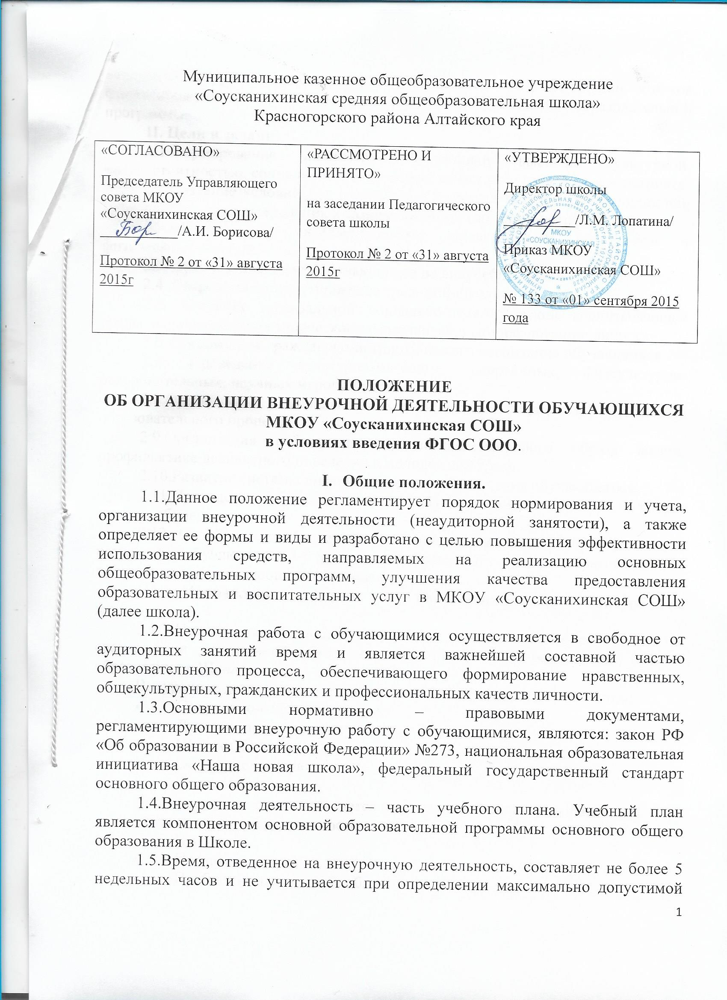 Муниципальное казенное общеобразовательное учреждение
«Соусканихинская средняя общеобразовательная школа»
Красногорского района Алтайского края
«СОГЛАСОВАНО»
Председатель Управляющего
совета МКОУ
«Соусканихинская СОШ»
/А.И. Борисова/
Протокол № 2 от «31» августа
2015г
«РАССМОТРЕНО И
ПРИНЯТО»
на заседании Педагогического
совета школы
Протокол № 2 от «31» августа
2015г
«УТВЕРЖДЕНО»
Директор школы
/Л.М. Лопатина/
Приказ МКОУ
«Соусканихинская СОШ»
№ 133 от «01» сентября 2015
года
МКОУ
«СОУСКАНИХИНСКАЯ
ПОЛОЖЕНИЕ
ОБ ОРГАНИЗАЦИИ ВНЕУРОЧНОЙ ДЕЯТЕЛЬНОСТИ ОБУЧАЮЩИХСЯ
МКОУ «Соусканихинская СОШ»
в условиях введения ФГОС ООО.
I. Общие положения.
1.1.Данное положение регламентирует порядок нормирования и учета,
организации внеурочной деятельности (неаудиторной занятости), а также
определяет ее формы и виды и разработано с целью повышения эффективности
использования средств, направляемых на реализацию основных
общеобразовательных программ, улучшения качества предоставления
образовательных и воспитательных услуг в МКОУ «Соусканихинская СОШ»
(далее школа).
1.2.Внеурочная работа с обучающимися осуществляется в свободное от
аудиторных занятий время и является важнейшей составной частью
образовательного процесса, обеспечивающего формирование нравственных,
общекультурных, гражданских и профессиональных качеств личности.
1.3.Основными нормативно – правовыми документами,
регламентирующими внеурочную работу с обучающимися, являются: закон РФ
«Об образовании в Российской Федерации» №273, национальная образовательная
инициатива «Наша новая школа», федеральный государственный стандарт
основного общего образования.
1.4.Внеурочная деятельность – часть учебного плана. Учебный план
является компонентом основной образовательной программы основного общего
образования в Школе.
1.5.Время, отведенное на внеурочную деятельность, составляет не более 5
недельных часов и не учитывается при определении максимально допустимой
1